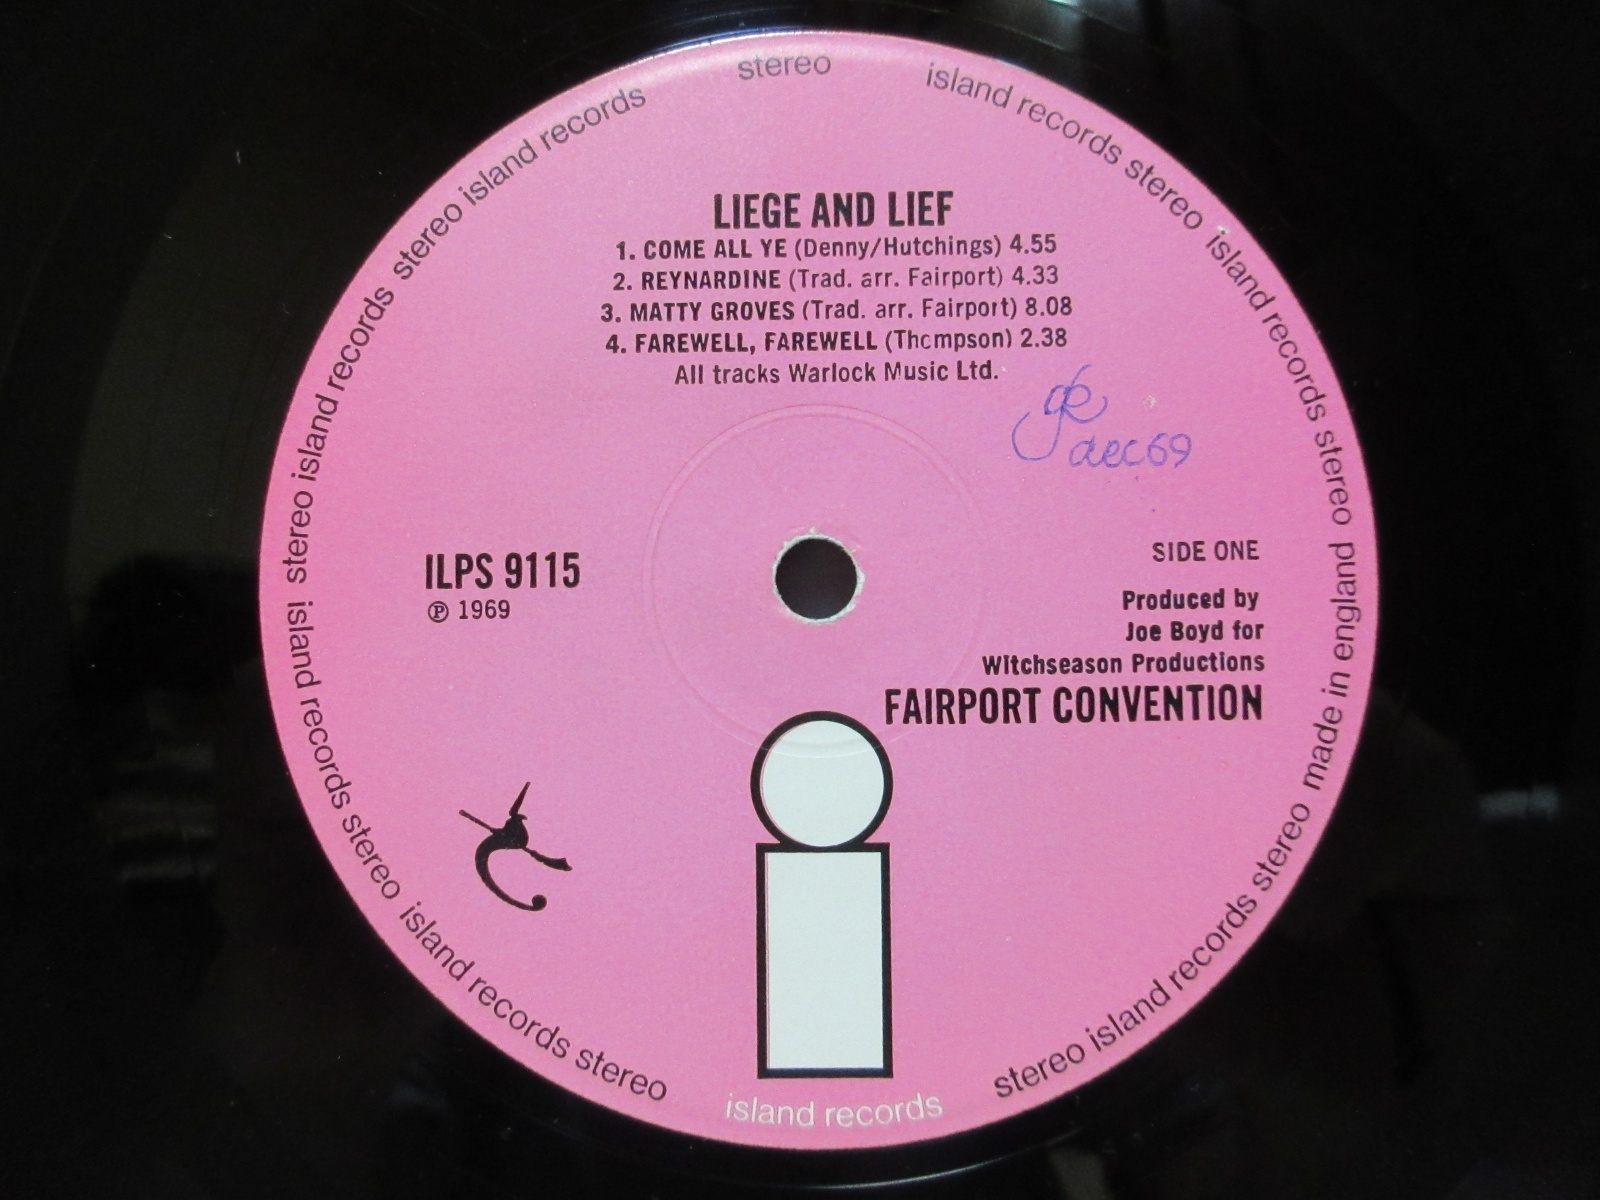 stereo
island records stereo island records stereo island records stereo made in england
stereo island records stereo
island records
island records stereo
island records stereo
stereo island records stereo island records
LIEGE AND LIEF
1. COME ALL YE (Denny/Hutchings) 4.55
2. REYNARDINE (Trad. arr. Fairport) 4.33
3. MATTY GROVES (Trad. arr. Fairport) 8.08
4. FAREWELL, FAREWELL (Thompson) 2.38
All tracks Warlock Music Ltd.
dec 69
ILPS 9115
℗ 1969
SIDE ONE
Produced by
Joe Boyd for
Witchseason Productions
FAIRPORT CONVENTION
i